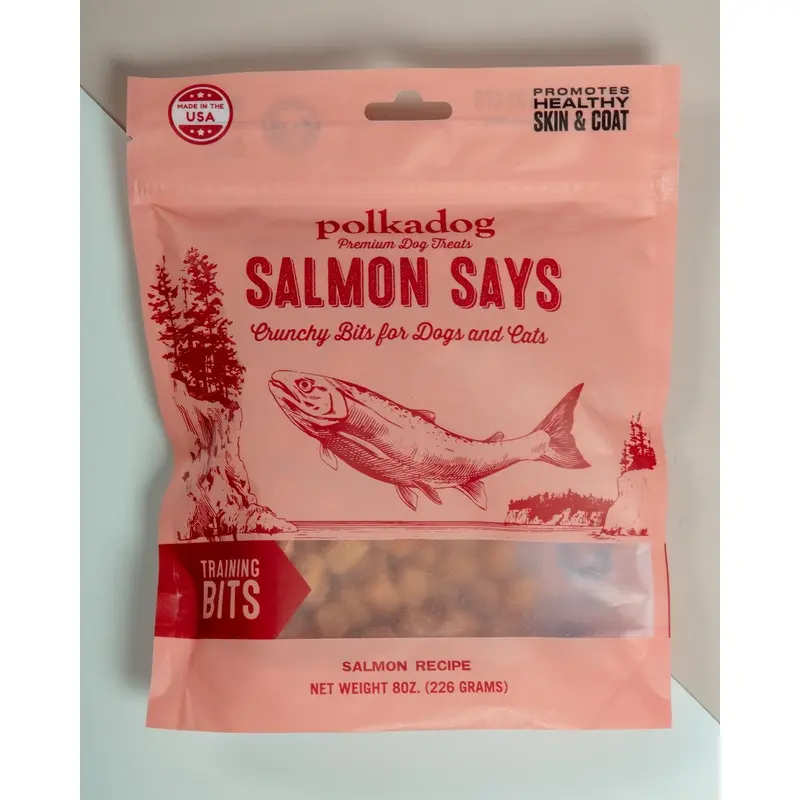 MADE IN THE
USA
PROMOTES
HEALTHY
SKIN & COAT
polkadog
Premium Dog Treats
SALMON SAYS
Crunchy Bits for Dogs and Cats
TRAINING
BITS
SALMON RECIPE
NET WEIGHT 8OZ. (226 GRAMS)